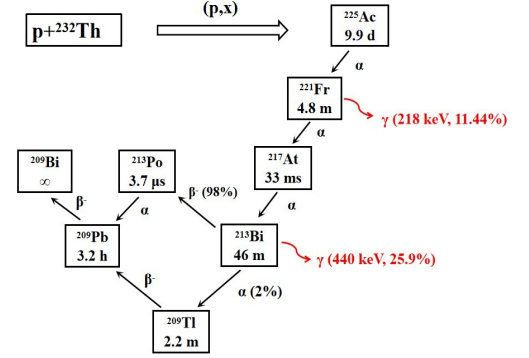 (p,x)
p+²³²Th
²²⁵Ac
9.9 d
α
²²¹Fr
4.8 m
γ (218 keV, 11.44%)
α
²⁰⁹Bi
∞
²¹³Po
3.7 µs
²¹⁷At
33 ms
β⁻ (98%)
α
β⁻
α
²⁰⁹Pb
3.2 h
²¹³Bi
46 m
γ (440 keV, 25.9%)
β⁻
α (2%)
²⁰⁹Tl
2.2 m